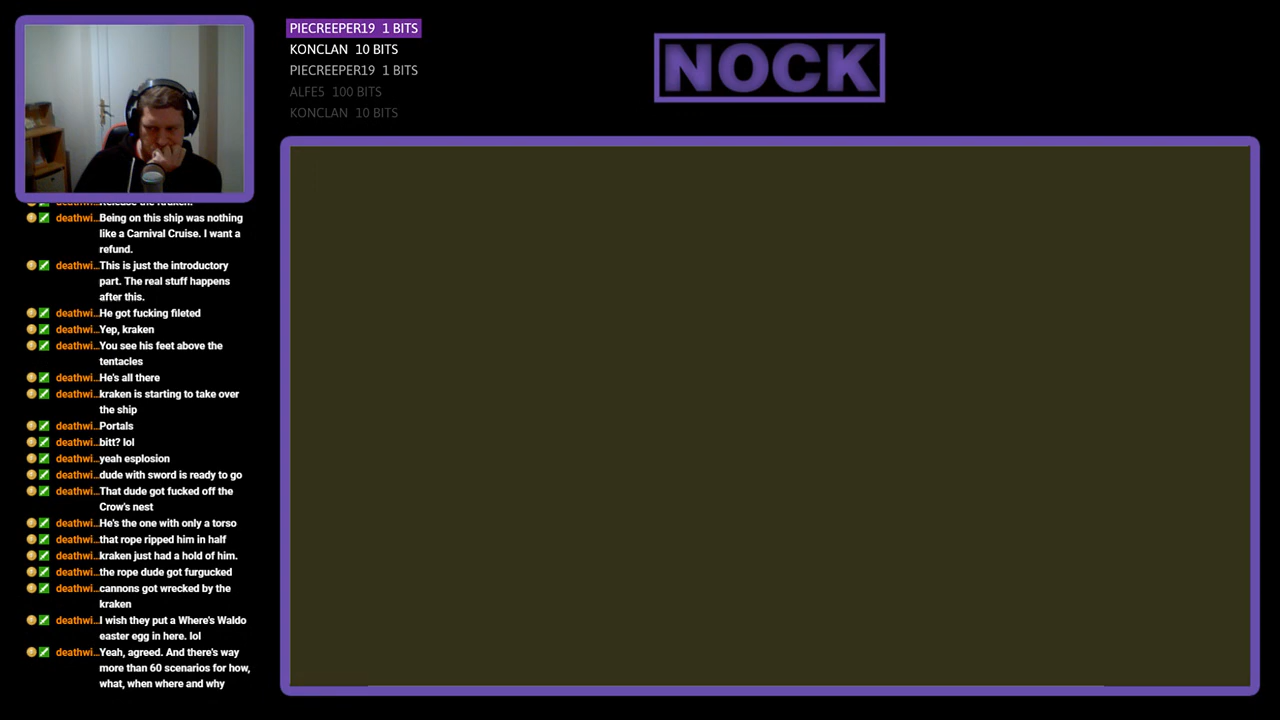 PIECREEPER19 1 BITS
KONCLAN 10 BITS
PIECREEPER19 1 BITS
ALFE5 100 BITS
KONCLAN 10 BITS
NOCK
Release the Kraken!
deathwi...Being on this ship was nothing
like a Carnival Cruise. I want a
refund.
deathwi...This is just the introductory
part. The real stuff happens
after this.
deathwi...He got fucking fileted
deathwi...Yep, kraken
deathwi...You see his feet above the
tentacles
deathwi...He's all there
deathwi...kraken is starting to take over
the ship
deathwi...Portals
deathwi...bitt? lol
deathwi...yeah esplosion
deathwi...dude with sword is ready to go
deathwi...That dude got fucked off the
Crow's nest
deathwi...He's the one with only a torso
deathwi...that rope ripped him in half
deathwi...kraken just had a hold of him.
deathwi...the rope dude got furgucked
deathwi...cannons got wrecked by the
kraken
deathwi...I wish they put a Where's Waldo
easter egg in here. lol
deathwi...Yeah, agreed. And there's way
more than 60 scenarios for how,
what, when where and why